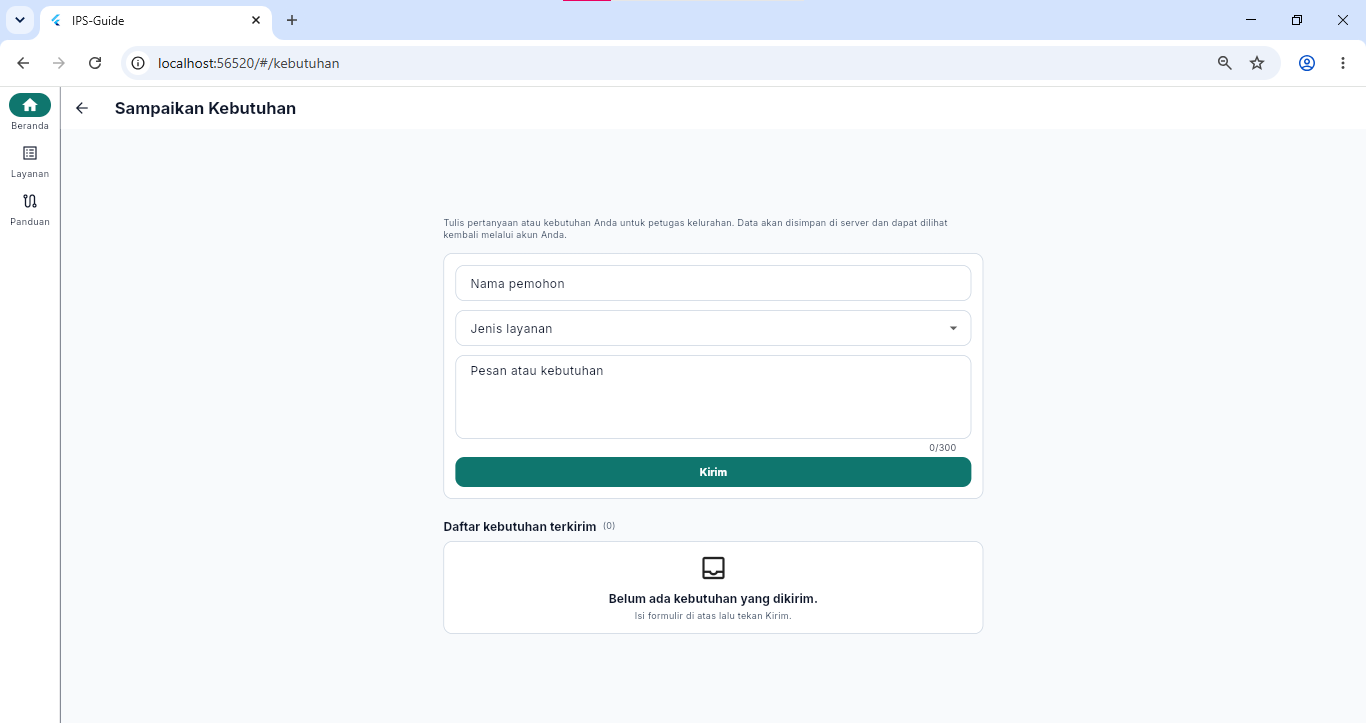 IPS-Guide
localhost:56520/#/kebutuhan
Beranda
Layanan
Panduan
Sampaikan Kebutuhan
Tulis pertanyaan atau kebutuhan Anda untuk petugas kelurahan. Data akan disimpan di server dan dapat dilihat
kembali melalui akun Anda.
Nama pemohon
Jenis layanan
Pesan atau kebutuhan
0/300
Kirim
Daftar kebutuhan terkirim (0)
Belum ada kebutuhan yang dikirim.
Isi formulir di atas lalu tekan Kirim.